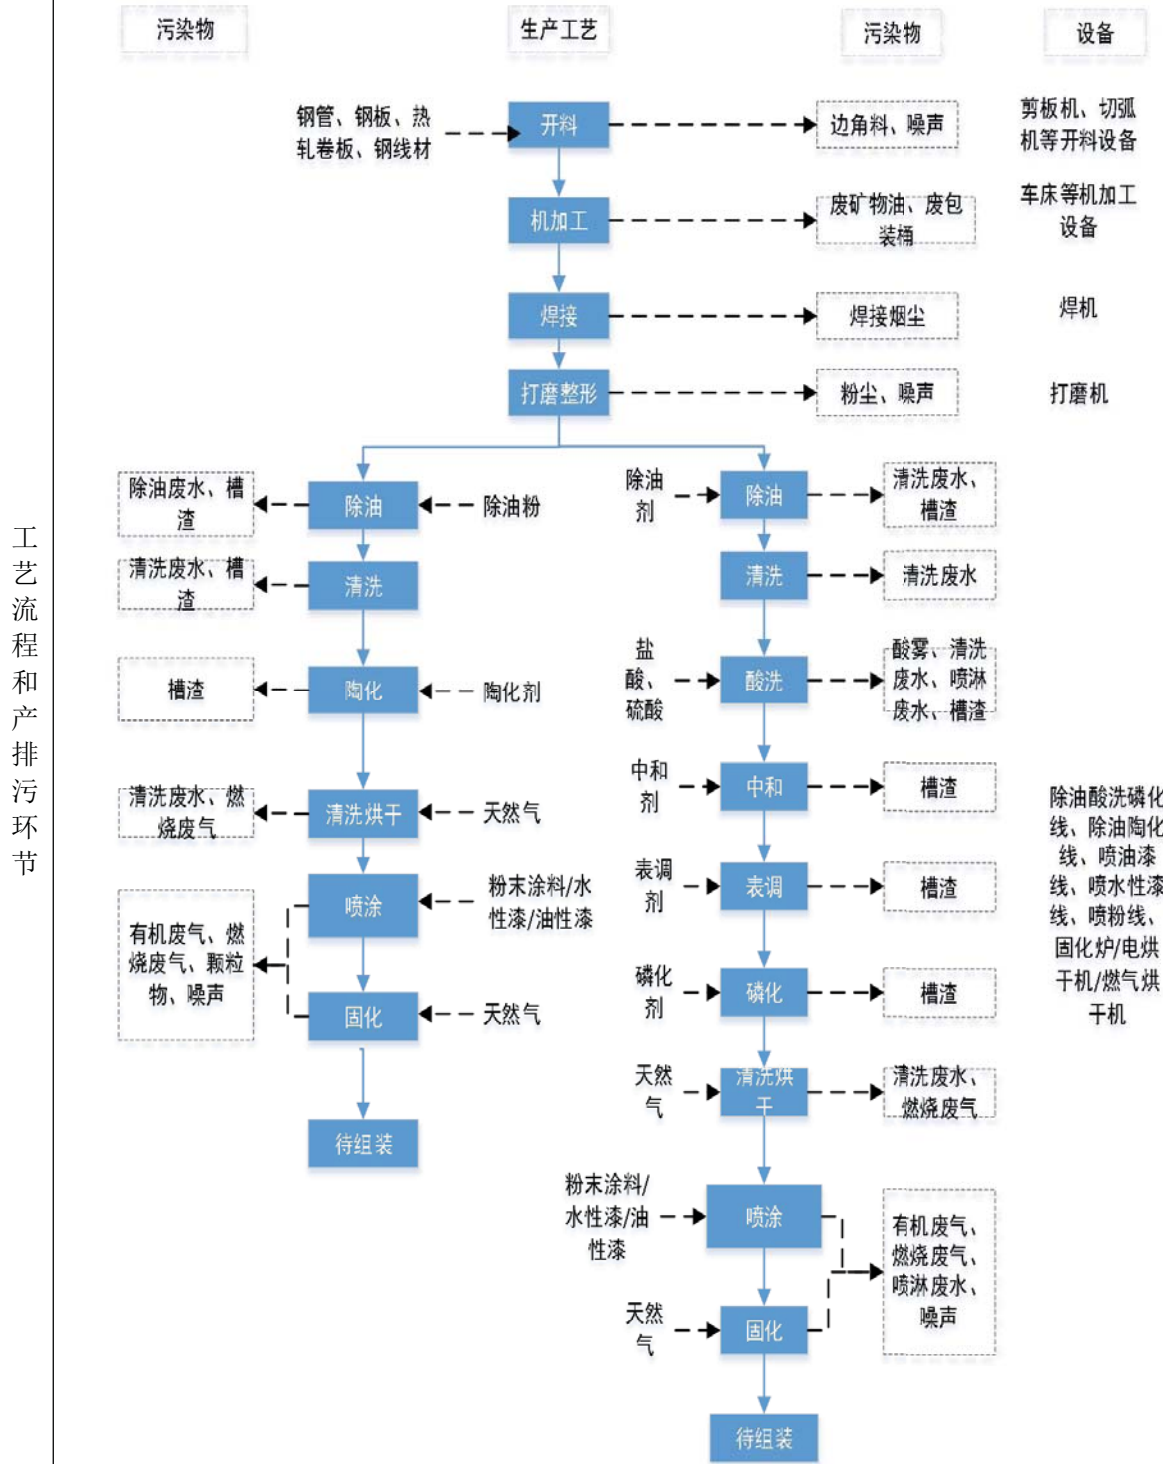 污染物
生产工艺
污染物
设备
钢管、钢板、热
轧卷板、钢线材
开料
边角料、噪声
剪板机、切弧
机等开料设备
机加工
废矿物油、废包
装桶
车床等机加工
设备
焊接
焊接烟尘
焊机
打磨整形
粉尘、噪声
打磨机
除油废水、槽
渣
除油
除油粉
清洗废水、槽
渣
清洗
槽渣
陶化
陶化剂
清洗废水、燃
烧废气
清洗烘干
天然气
喷涂
粉末涂料/水
性漆/油性漆
有机废气、燃
烧废气、颗粒
物、噪声
固化
天然气
待组装
除油
剂
除油
清洗废水、
槽渣
清洗
清洗废水
盐
酸、
硫酸
酸洗
酸雾、清洗
废水、喷淋
废水、槽渣
中和
剂
中和
槽渣
表调
剂
表调
槽渣
磷化
剂
磷化
槽渣
天然
气
清洗烘
干
清洗废水、
燃烧废气
粉末涂料/
水性漆/油
性漆
喷涂
有机废气、
燃烧废气、
喷淋废水、
噪声
天然
气
固化
待组装
除油酸洗磷化
线、除油陶化
线、喷油漆
线、喷水性漆
线、喷粉线、
固化炉/电烘
干机/燃气烘
干机
工
艺
流
程
和
产
排
污
环
节